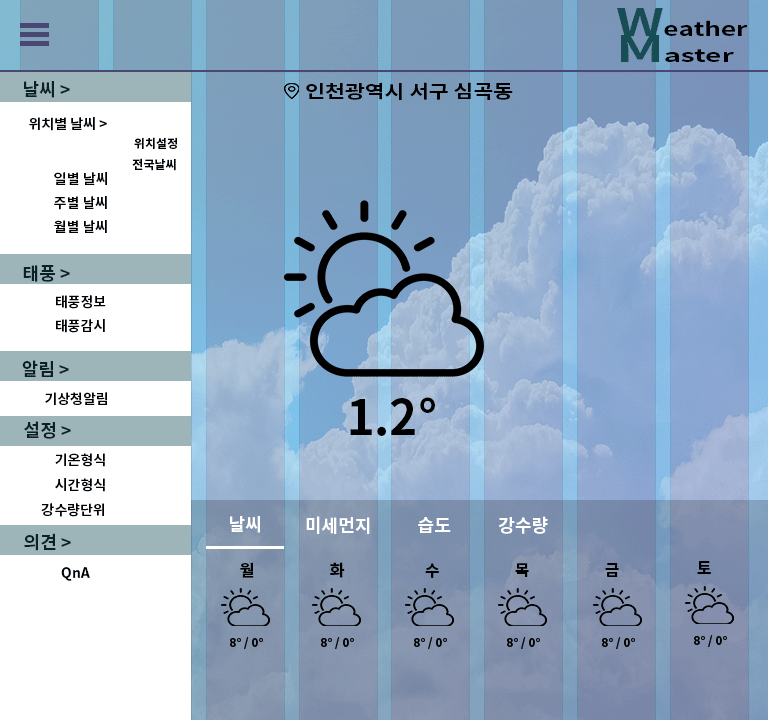 Weather
Master
인천광역시 서구 심곡동
날씨 >
위치별 날씨 >
위치설정
전국날씨
일별 날씨
주별 날씨
월별 날씨
태풍 >
태풍정보
태풍감시
알림 >
기상청알림
설정 >
기온형식
시간형식
강수량단위
의견 >
QnA
1.2°
날씨 미세먼지 습도 강수량
월 화 수 목 금 토
8° / 0° 8° / 0° 8° / 0° 8° / 0° 8° / 0° 8° / 0°